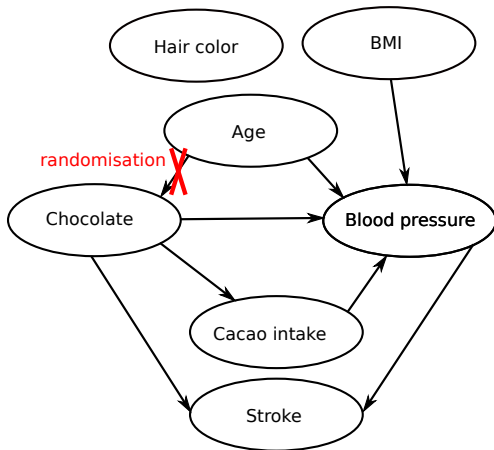 Hair color
BMI
Age
randomisation
Chocolate
Blood pressure
Cacao intake
Stroke